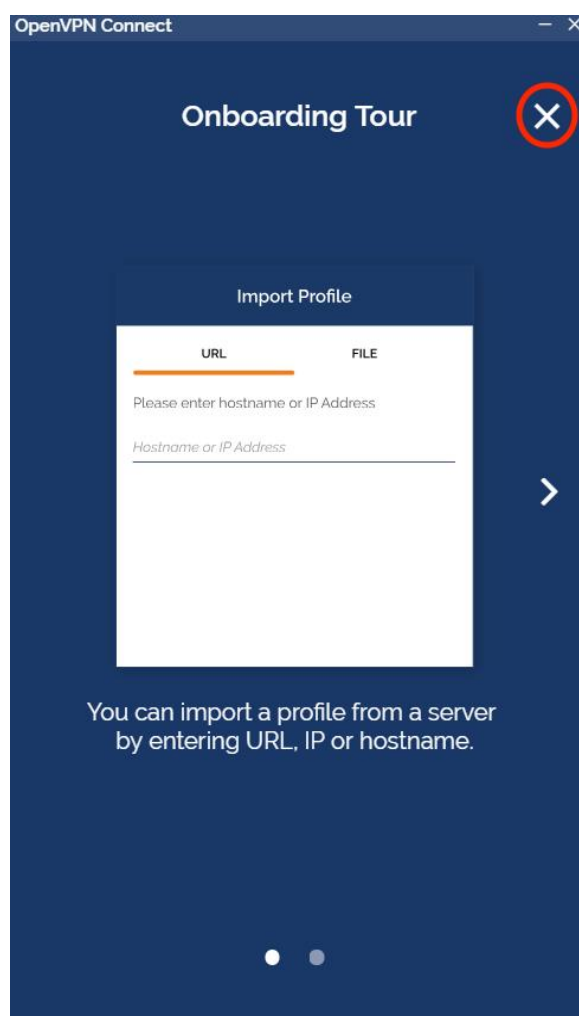 OpenVPN Connect
Onboarding Tour
Import Profile
URL FILE
Please enter hostname or IP Address
Hostname or IP Address
You can import a profile from a server
by entering URL, IP or hostname.